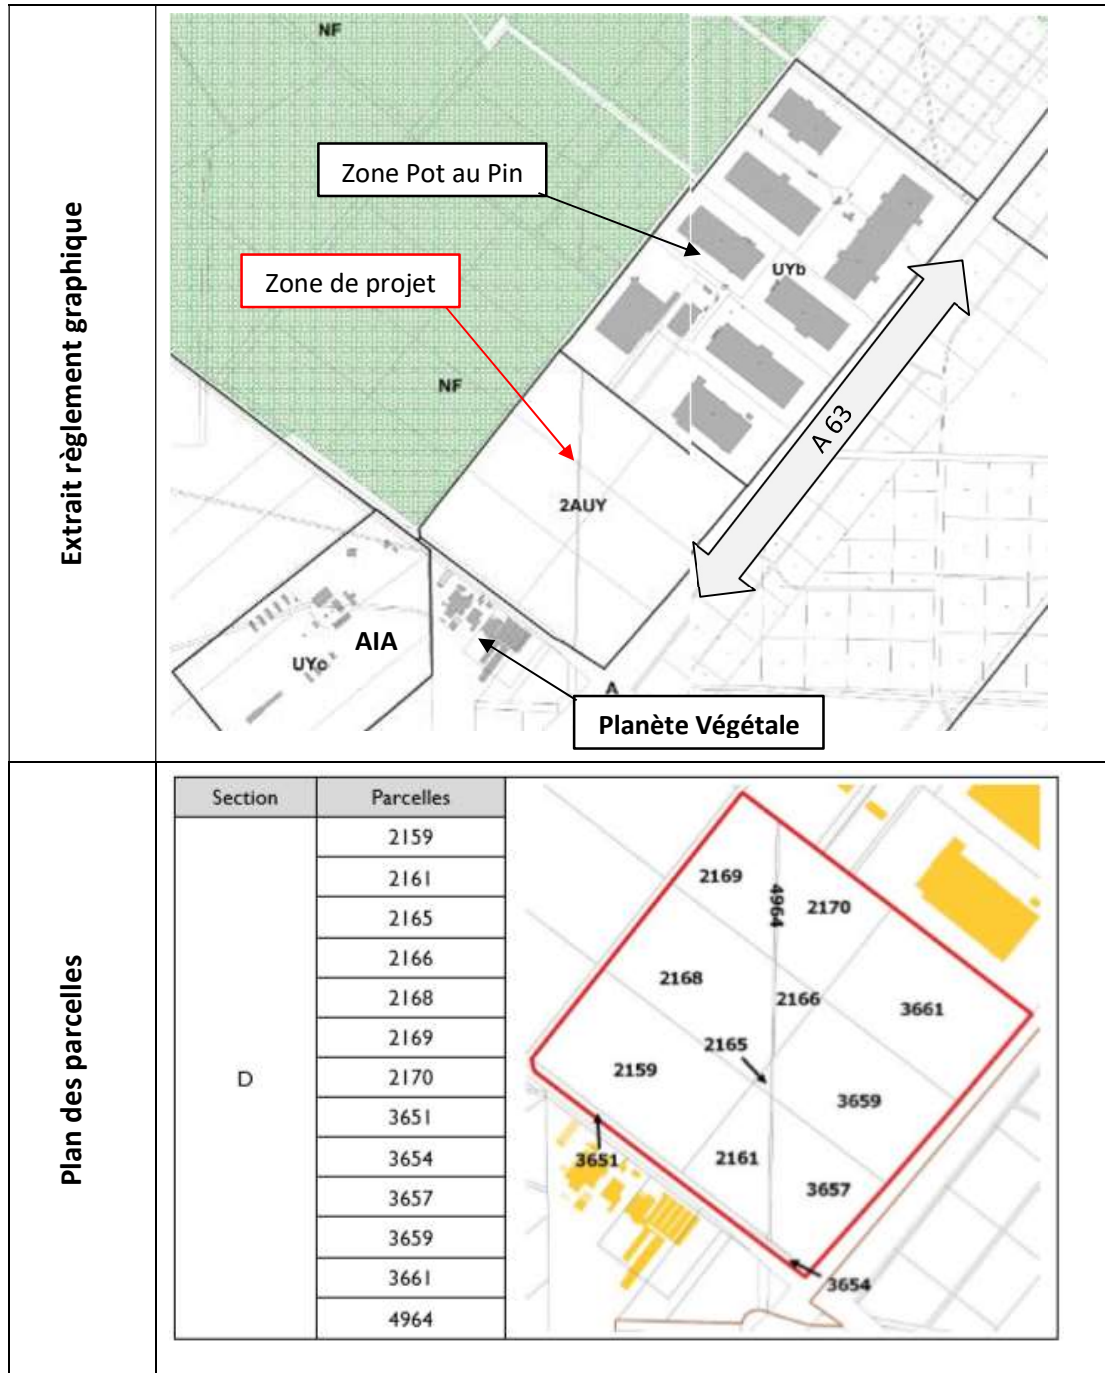 Extrait règlement graphique
NF
Zone Pot au Pin
Zone de projet
UYb
NF
A 63
2AUY
AIA
UYo
A
Planète Végétale
Plan des parcelles
Section Parcelles
D
2159
2161
2165
2166
2168
2169
2170
3651
3654
3657
3659
3661
4964
2169
4964
2170
2168
2166
3661
2165
2159
3659
3651
2161
3657
3654